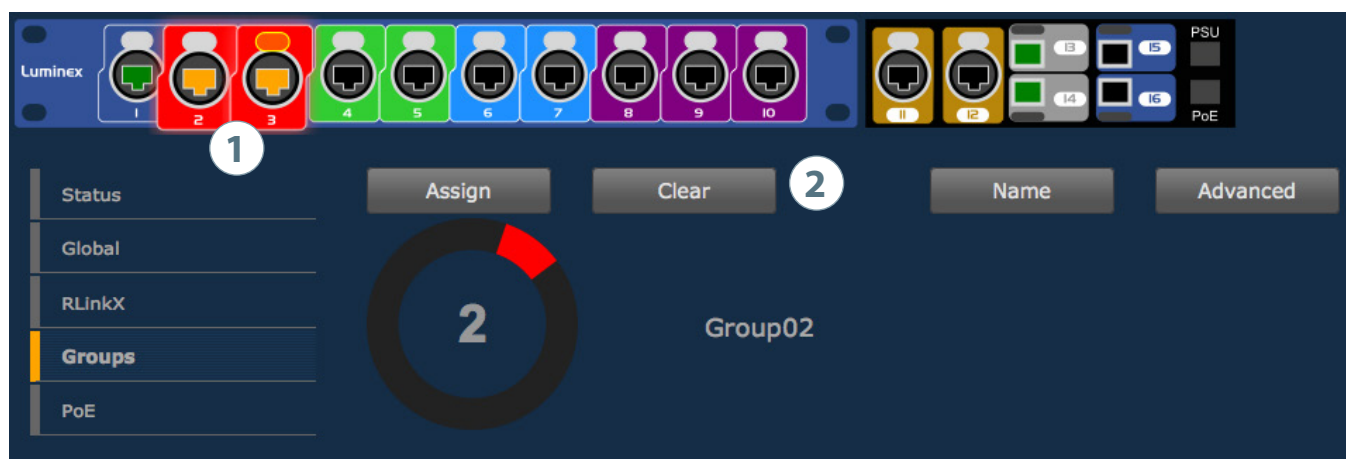 PSU
Luminex
13
15
14
16
1
2
3
4
5
6
7
8
9
10
11
12
PoE
1
2
Assign
Clear
Name
Advanced
Status
Global
RLinkX
Groups
PoE
2
Group02